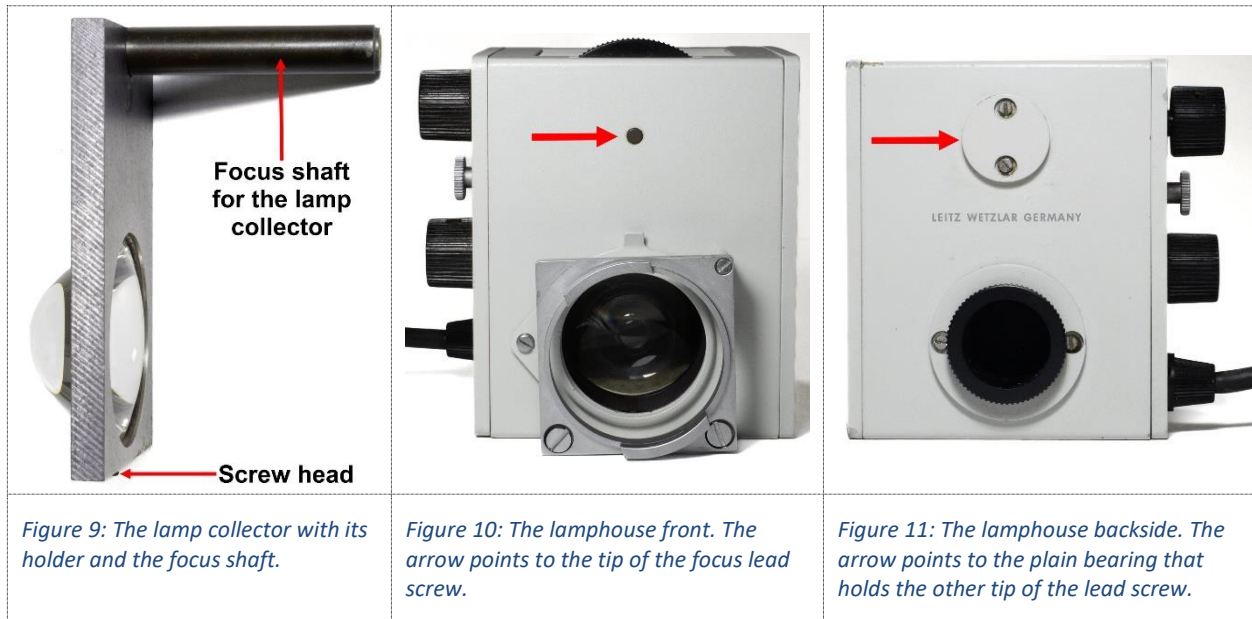 Focus shaft
for the lamp
collector
Screw head
LEITZ WETZLAR GERMANY
Figure 9: The lamp collector with its
holder and the focus shaft.
Figure 10: The lamphouse front. The
arrow points to the tip of the focus lead
screw.
Figure 11: The lamphouse backside. The
arrow points to the plain bearing that
holds the other tip of the lead screw.